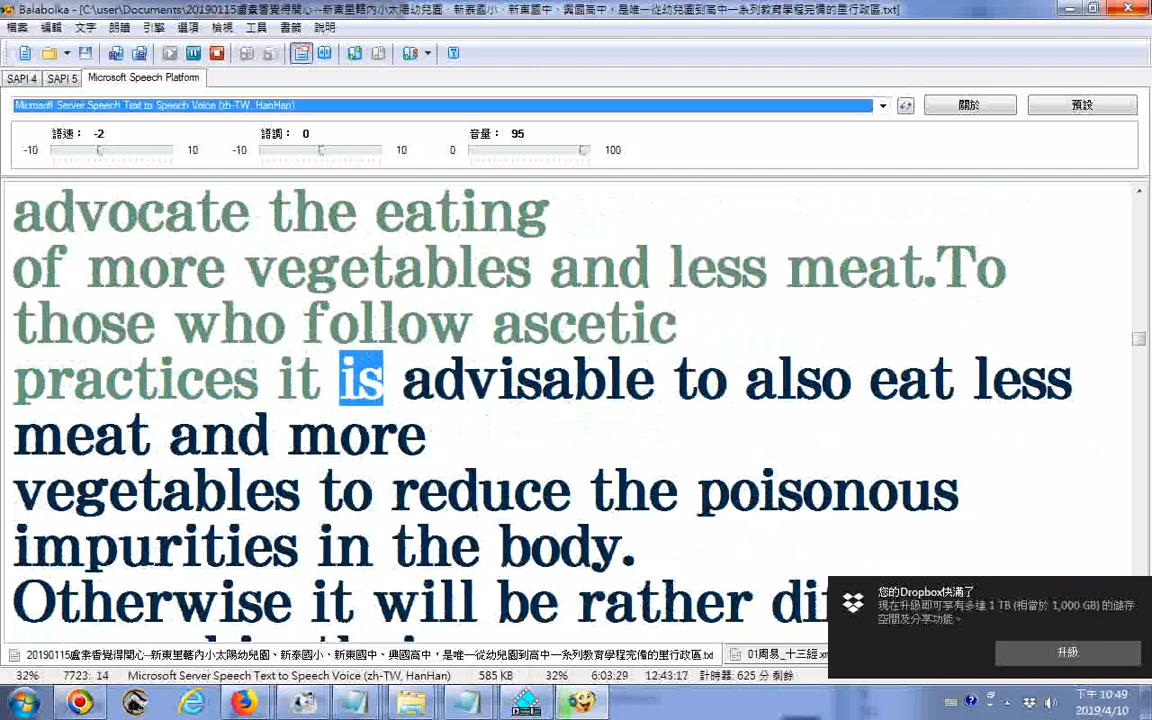 Balabolka - [C:\user\Documents\20190115盧素香覺得開心--新東里轄內小太陽幼兒園、新泰國小、新東國中、興國高中，是唯一從幼兒園到高中一系列教育學程完備的里行政區.txt]
檔案 編輯 文字 朗讀 引擎 選項 檢視 工具 書籤 說明
SAPI 4 SAPI 5 Microsoft Speech Platform
Microsoft Server Speech Text to Speech Voice (zh-TW, HanHan)
關於 預設
語速： -2 語調： 0 音量： 95
-10 10 -10 10 0 100
advocate the eating
of more vegetables and less meat.To
those who follow ascetic
practices it is advisable to also eat less
meat and more
vegetables to reduce the poisonous
impurities in the body.
Otherwise it will be rather di
您的Dropbox快滿了
現在升級即可享有多達 1 TB (相當於 1,000 GB) 的儲存
空間及分享功能。
升級
20190115盧素香覺得開心--新東里轄內小太陽幼兒園、新泰國小、新東國中、興國高中，是唯一從幼兒園到高中一系列教育學程完備的里行政區.txt 01周易_十三經
32% 7723: 14 Microsoft Server Speech Text to Speech Voice (zh-TW, HanHan) 585 KB 32% 6:03:29 12:43:17 計時器: 625 分 剩餘
下午 10:49
2019/4/10